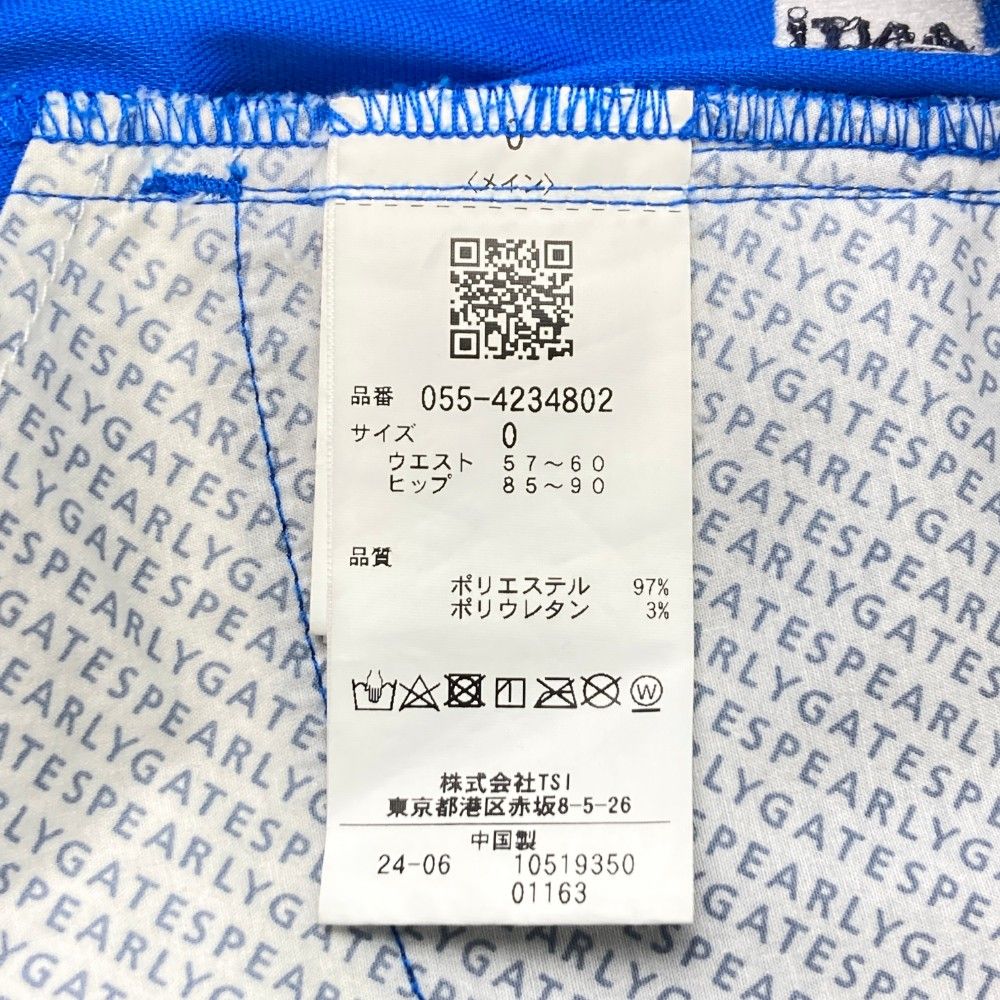 0
〈メイン〉
品番 055-4234802
サイズ 0
ウエスト 57～60
ヒップ 85～90
品質
ポリエステル 97%
ポリウレタン 3%
W
株式会社TSI
東京都港区赤坂8-5-26
中国製
24-06 10519350
01163
PEARLYGATES